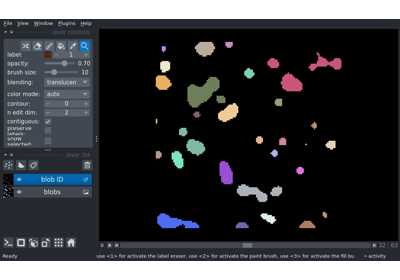 File View Window Plugins Help
layer controls
label: 1
opacity: 0.70
brush size: 10
blending: translucen
color mode: auto
contour: 0
n edit dim: 2
contiguous:
preserve labels:
show selected:
layer list
blob ID
blobs
Ready
use <1> for activate the label eraser, use <2> for activate the paint brush, use <3> for activate the fill bu
activity